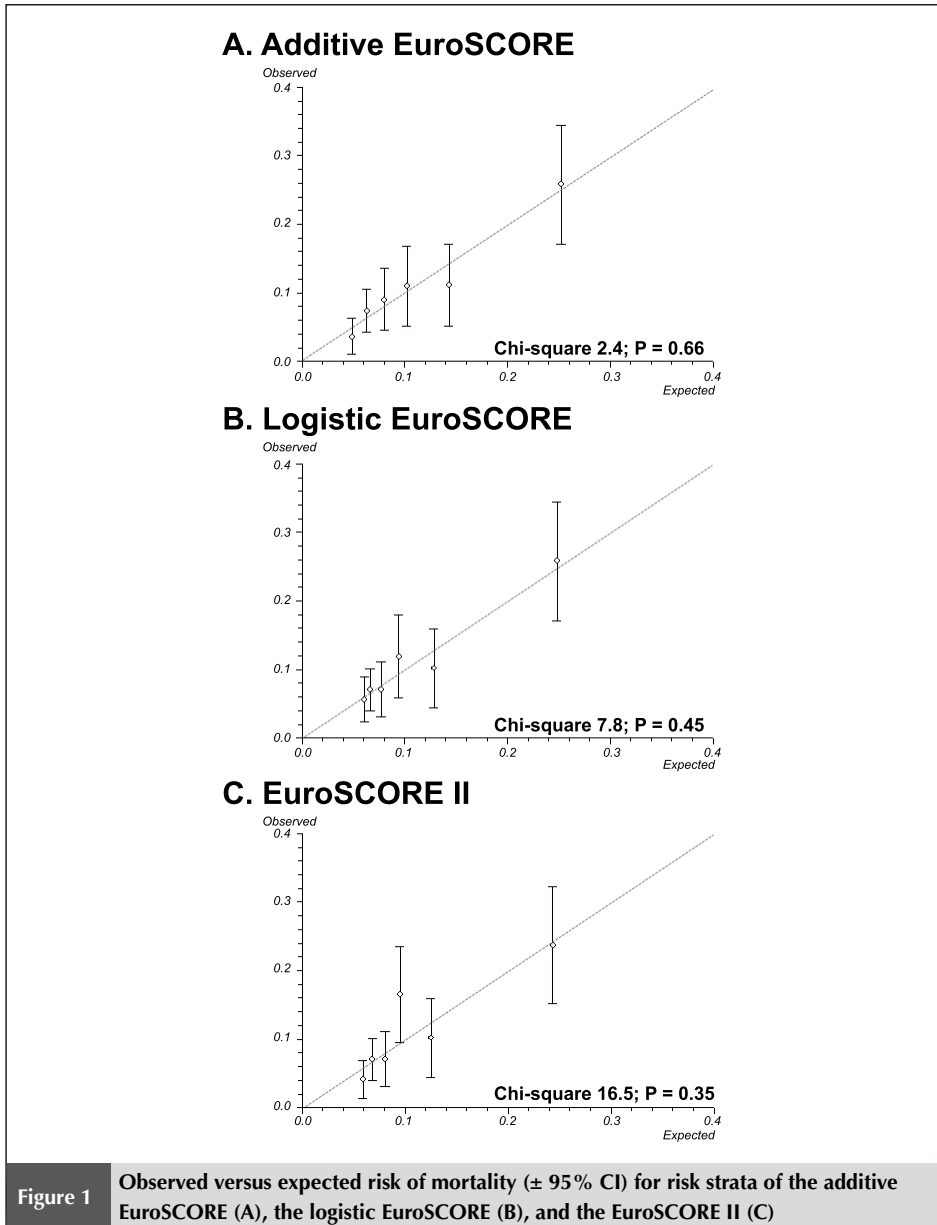 A. Additive EuroSCORE
Observed
0.4
0.3
0.2
0.1
0.0
Chi-square 2.4; P = 0.66
0.0 0.1 0.2 0.3 0.4
Expected
B. Logistic EuroSCORE
Observed
0.4
0.3
0.2
0.1
0.0
Chi-square 7.8; P = 0.45
0.0 0.1 0.2 0.3 0.4
Expected
C. EuroSCORE II
Observed
0.4
0.3
0.2
0.1
0.0
Chi-square 16.5; P = 0.35
0.0 0.1 0.2 0.3 0.4
Expected
Figure 1
Observed versus expected risk of mortality (± 95% CI) for risk strata of the additive
EuroSCORE (A), the logistic EuroSCORE (B), and the EuroSCORE II (C)